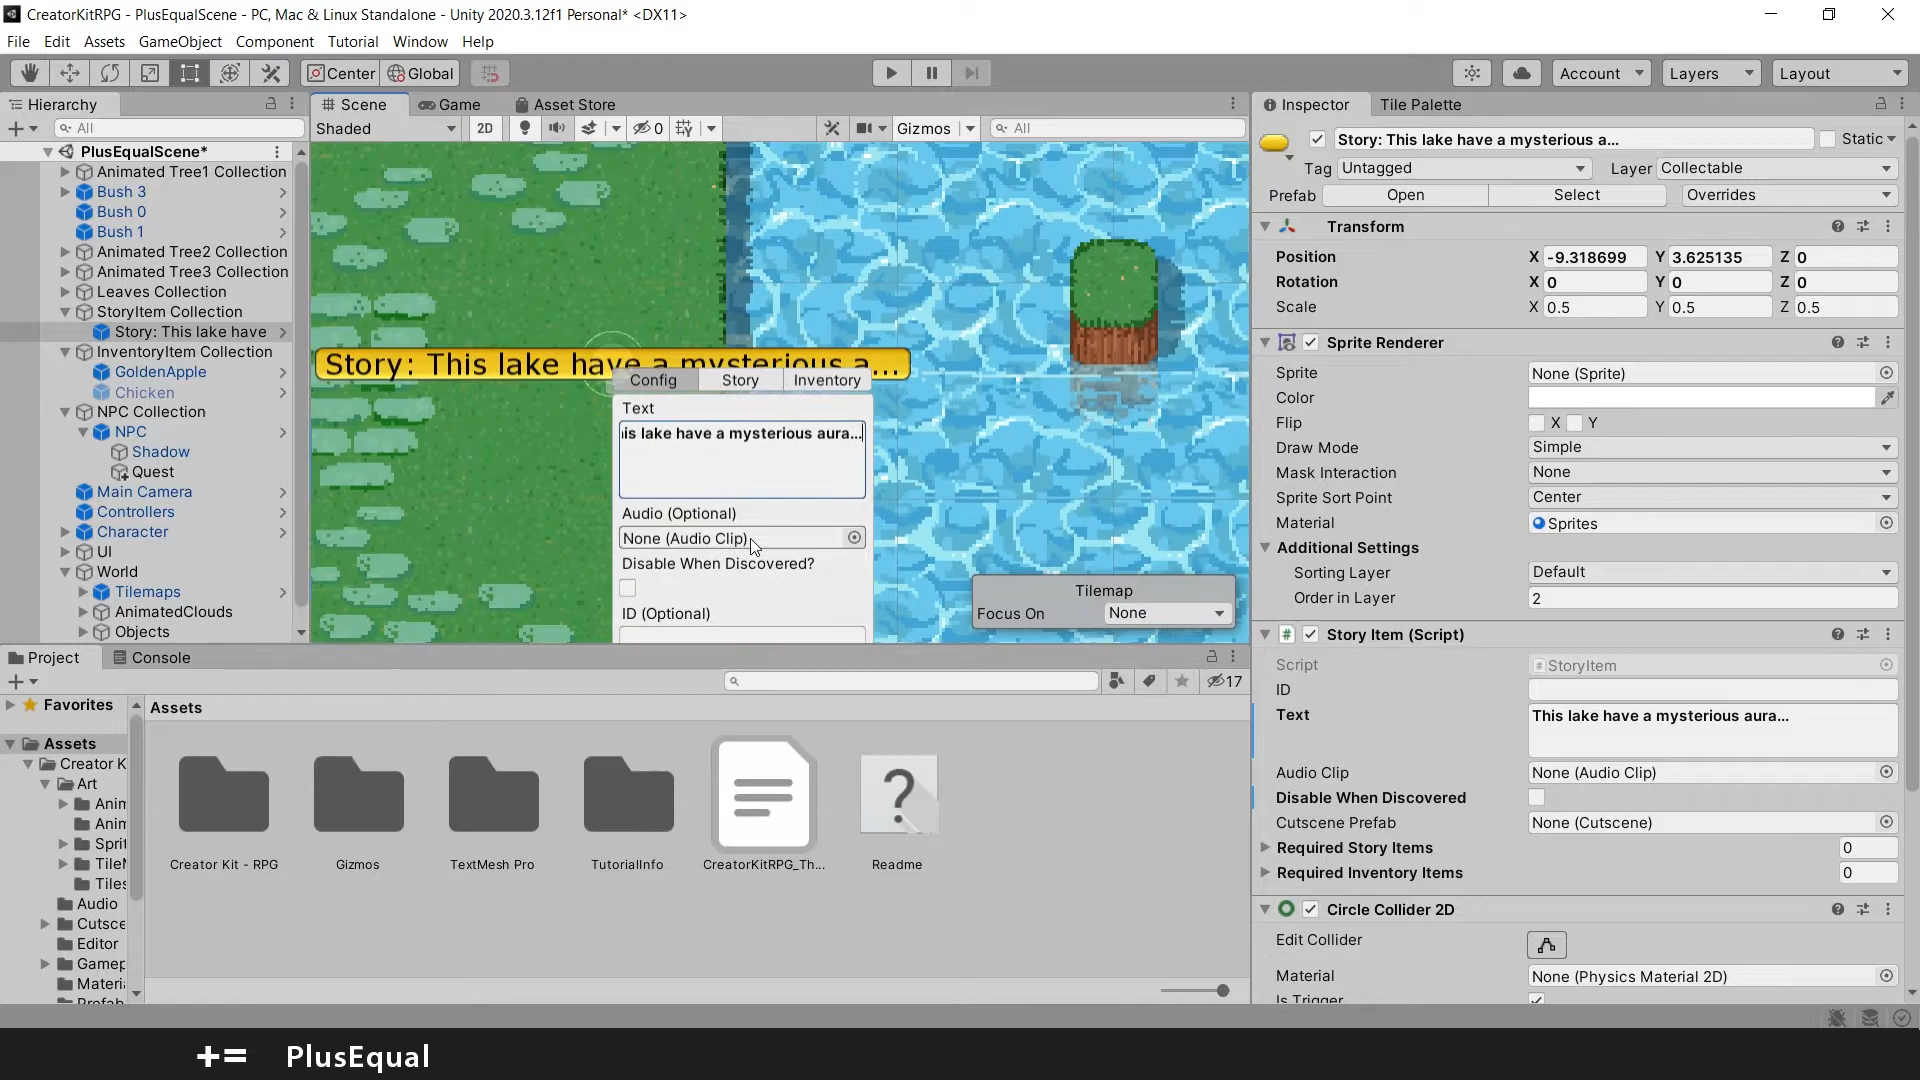 CreatorKitRPG - PlusEqualScene - PC, Mac & Linux Standalone - Unity 2020.3.12f1 Personal* <DX11>
File Edit Assets GameObject Component Tutorial Window Help
Center Global Account Layers Layout
Hierarchy
All
PlusEqualScene*
Animated Tree1 Collection
Bush 3
Bush 0
Bush 1
Animated Tree2 Collection
Animated Tree3 Collection
Leaves Collection
StoryItem Collection
Story: This lake have
InventoryItem Collection
GoldenApple
Chicken
NPC Collection
NPC
Shadow
Quest
Main Camera
Controllers
Character
UI
World
Tilemaps
AnimatedClouds
Objects
Scene Game Asset Store
Shaded 2D 0 Gizmos All
Story: This lake have a mysterious a...
Config Story Inventory
Text
is lake have a mysterious aura...
Audio (Optional)
None (Audio Clip)
Disable When Discovered?
ID (Optional)
Tilemap
Focus On None
Inspector Tile Palette
Story: This lake have a mysterious a... Static
Tag Untagged Layer Collectable
Prefab Open Select Overrides
Transform
Position X -9.318699 Y 3.625135 Z 0
Rotation X 0 Y 0 Z 0
Scale X 0.5 Y 0.5 Z 0.5
Sprite Renderer
Sprite None (Sprite)
Color
Flip X Y
Draw Mode Simple
Mask Interaction None
Sprite Sort Point Center
Material Sprites
Additional Settings
Sorting Layer Default
Order in Layer 2
Story Item (Script)
Script # StoryItem
ID
Text This lake have a mysterious aura...
Audio Clip None (Audio Clip)
Disable When Discovered
Cutscene Prefab None (Cutscene)
Required Story Items 0
Required Inventory Items 0
Circle Collider 2D
Edit Collider
Material None (Physics Material 2D)
Is Trigger
Project Console
17
Favorites
Assets
Creator K
Art
Anim
Anim
Sprit
TileM
Tiles
Audio
Cutsce
Editor
Gamep
Materi
Prefab
Assets
Creator Kit - RPG
Gizmos
TextMesh Pro
TutorialInfo
CreatorKitRPG_Th...
Readme
+= PlusEqual